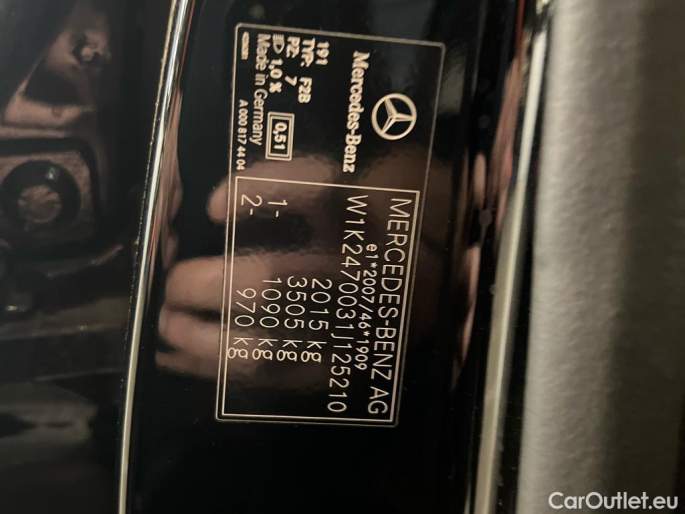 Mercedes-Benz
191
TYP: F2B
PZ: 7
ID 1,0 % 0,51
Made in Germany
A 000 817 44 04
MERCEDES-BENZ AG
e1*2007/46*1909
W1K2470031J125210
2015 kg
3505 kg
1- 1090 kg
2- 970 kg
CarOutlet.eu